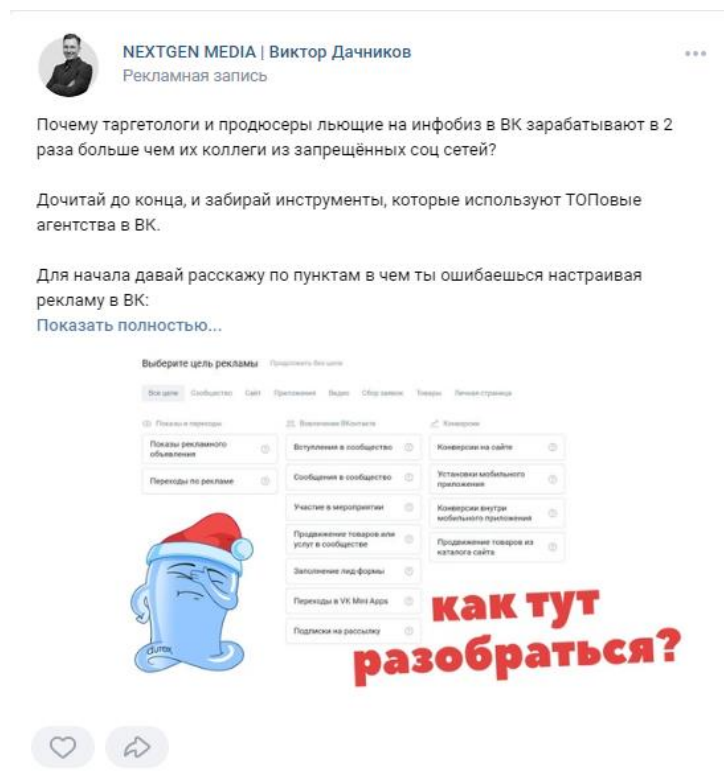 NEXTGEN MEDIA | Виктор Дачников
Рекламная запись
Почему таргетологи и продюсеры льющие на инфобиз в ВК зарабатывают в 2
раза больше чем их коллеги из запрещённых соц сетей?
Дочитай до конца, и забирай инструменты, которые используют ТОПовые
агентства в ВК.
Для начала давай расскажу по пунктам в чем ты ошибаешься настраивая
рекламу в ВК:
Показать полностью...
Выберите цель рекламы Продолжить без цели
Все цели Сообщество Сайт Приложения Видео Сбор заявок Товары Личная страница
Показы и переходы
Показы рекламного
объявления
Переходы по рекламе
Вовлечение ВКонтакте
Вступления в сообщество
Сообщения в сообщество
Участие в мероприятии
Продвижение товаров или
услуг в сообществе
Заполнение лид-формы
Переходы в VK Mini Apps
Подписки на рассылку
Конверсии
Конверсии на сайте
Установки мобильного
приложения
Конверсии внутри
мобильного приложения
Продвижение товаров из
каталога сайта
durox
как тут
разобраться?